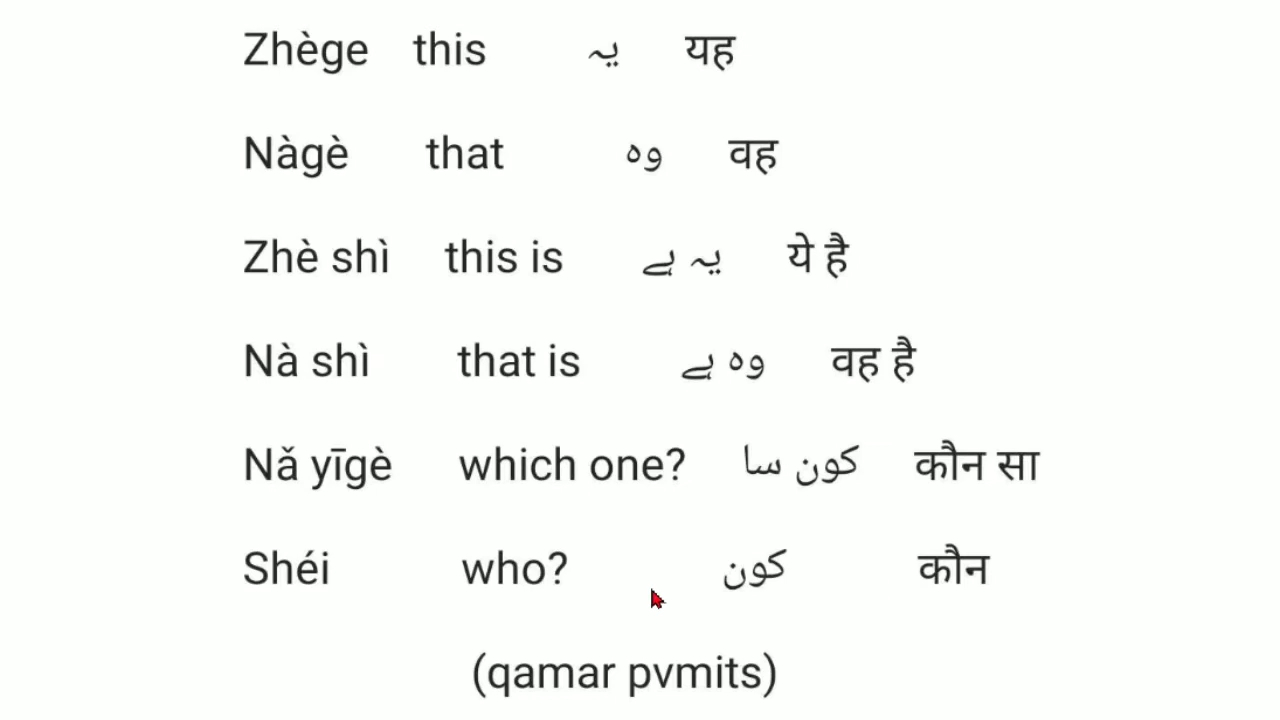 Zhège this یہ यह
Nàgè that وہ वह
Zhè shì this is یہ ہے ये है
Nà shì that is وہ ہے वह है
Nǎ yīgè which one? کون سا कौन सा
Shéi who? کون कौन
(qamar pvmits)